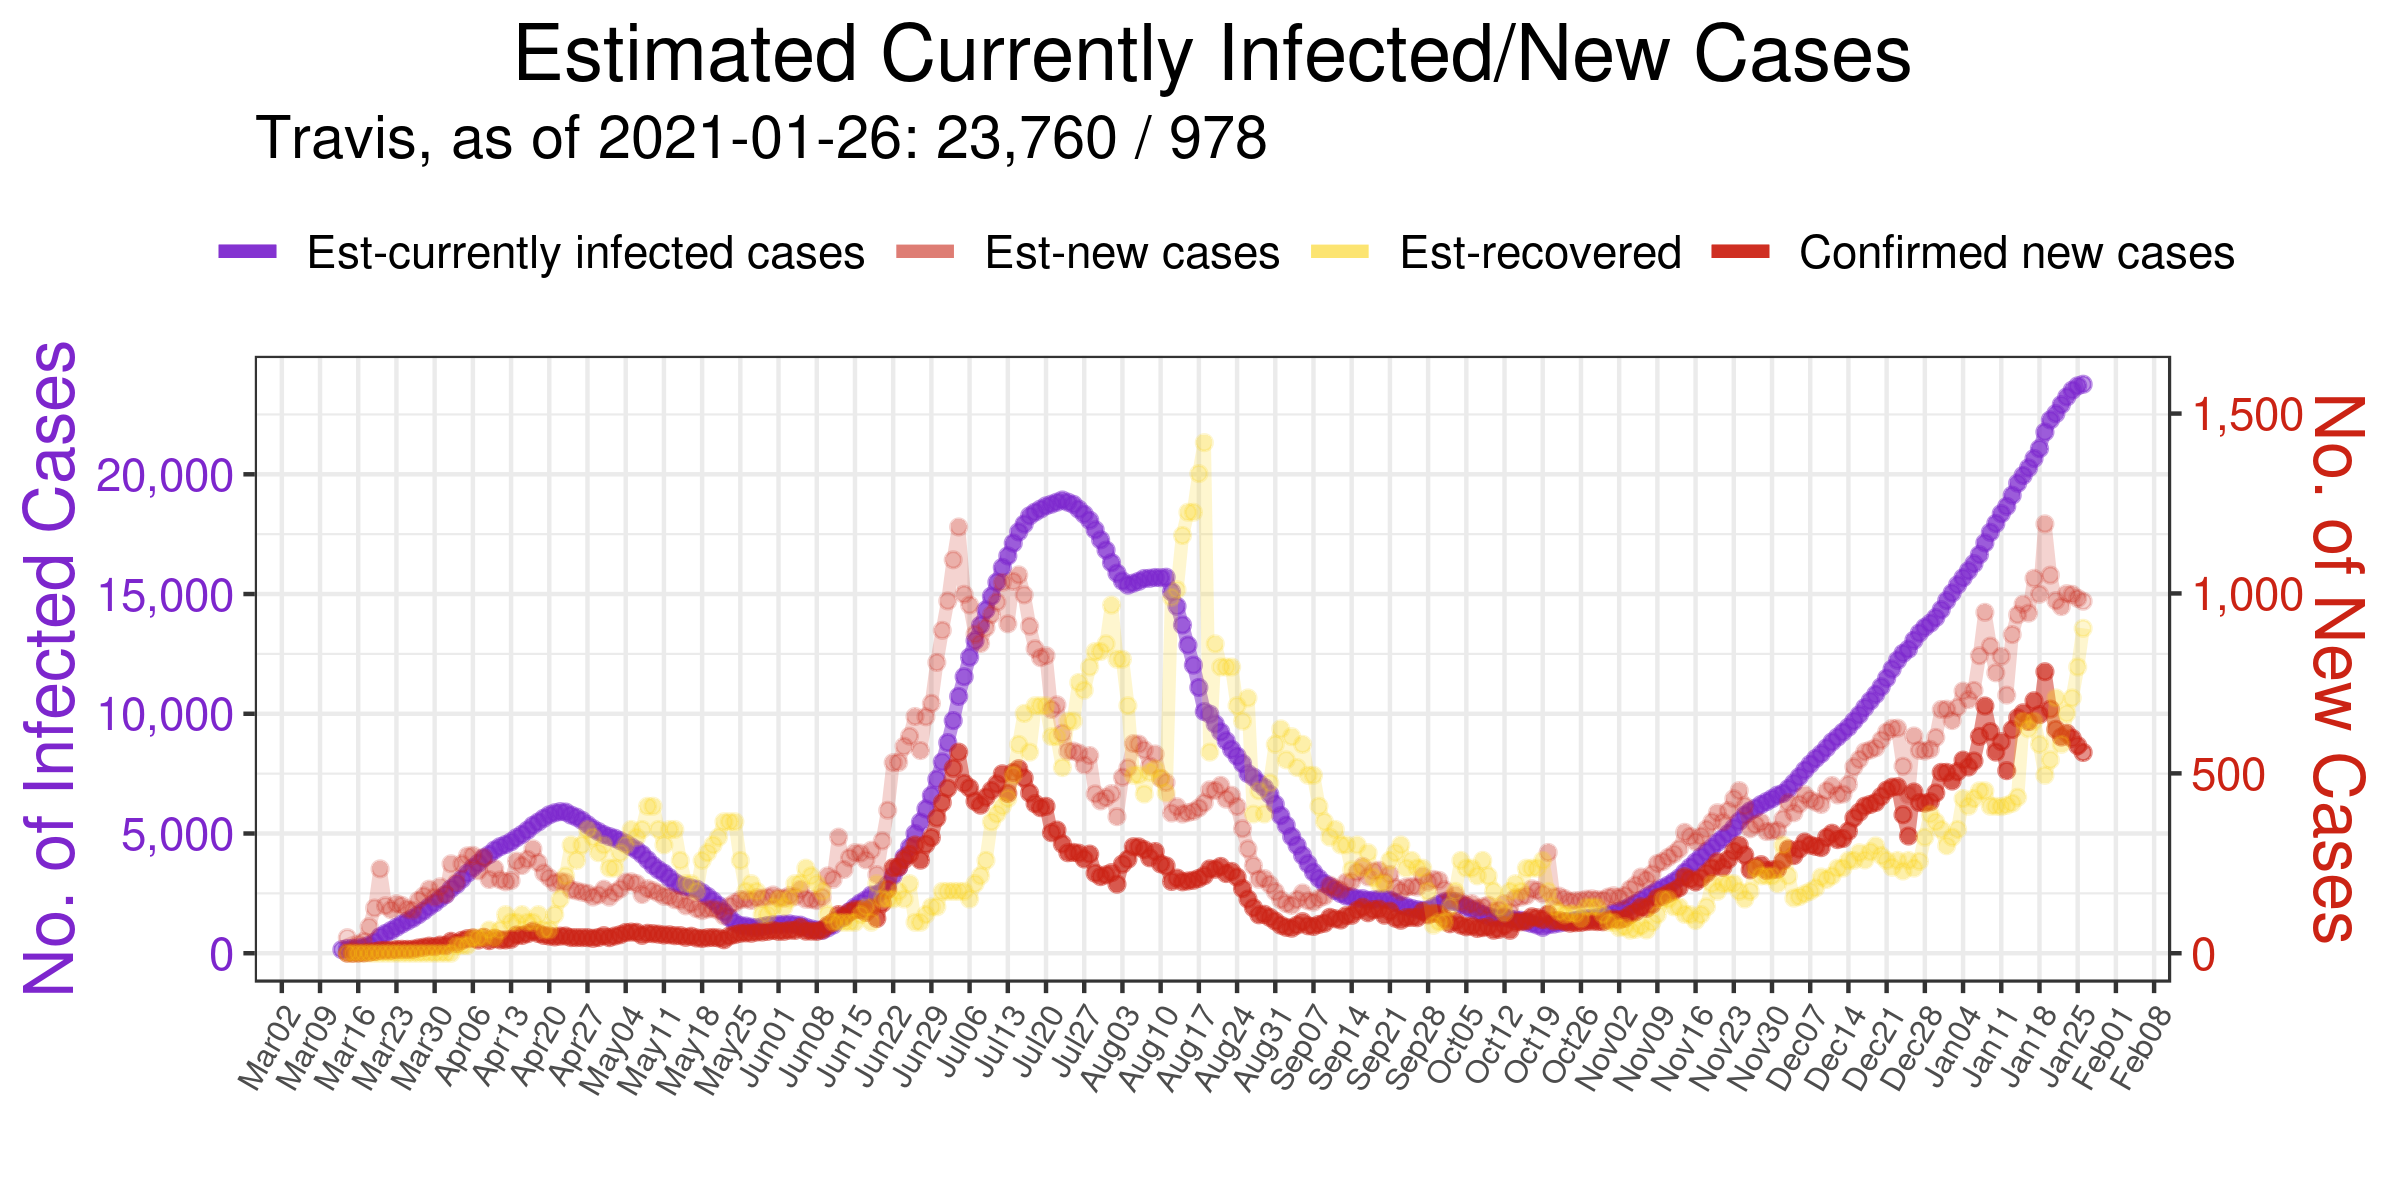 Estimated Currently Infected/New Cases
Travis, as of 2021-01-26: 23,760 / 978
Est-currently infected cases Est-new cases Est-recovered Confirmed new cases
No. of Infected Cases
20,000
15,000
10,000
5,000
0
1,500
1,000
500
0
No. of New Cases
Mar02 Mar09 Mar16 Mar23 Mar30 Apr06 Apr13 Apr20 Apr27 May04 May11 May18 May25 Jun01 Jun08 Jun15 Jun22 Jun29 Jul06 Jul13 Jul20 Jul27 Aug03 Aug10 Aug17 Aug24 Aug31 Sep07 Sep14 Sep21 Sep28 Oct05 Oct12 Oct19 Oct26 Nov02 Nov09 Nov16 Nov23 Nov30 Dec07 Dec14 Dec21 Dec28 Jan04 Jan11 Jan18 Jan25 Feb01 Feb08